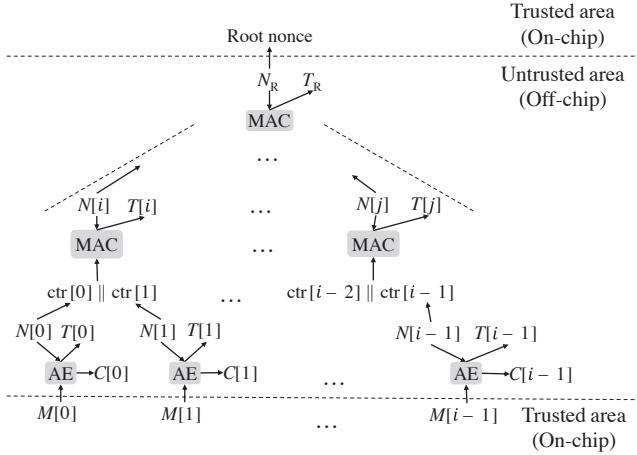 Trusted area
(On-chip)
Root nonce
Untrusted area
(Off-chip)
N_R T_R
MAC
...
N[i] T[i] ... N[j] T[j]
MAC ... MAC
ctr[0] || ctr[1] ... ctr[i − 2] || ctr[i − 1]
N[0] T[0] N[1] T[1] N[i − 1] T[i − 1]
AE C[0] AE C[1] ... AE C[i − 1]
M[0] M[1] ... M[i − 1]
Trusted area
(On-chip)